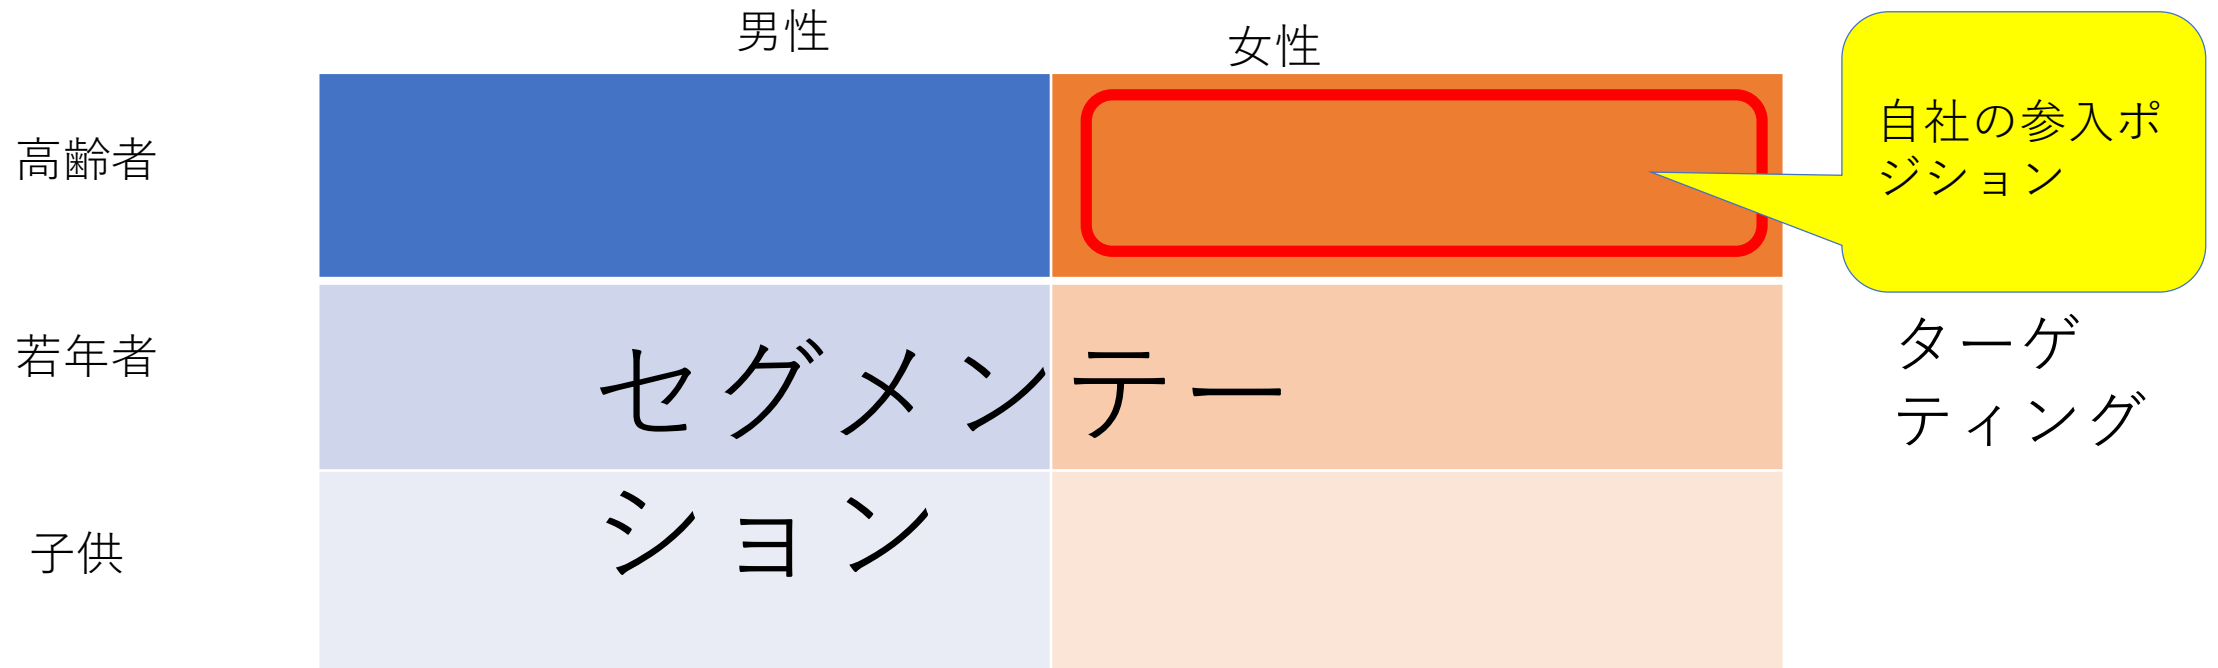 男性
女性
自社の参入ポ
ジション
高齢者
若年者
セグメンテー
ション
ターゲ
ティング
子供